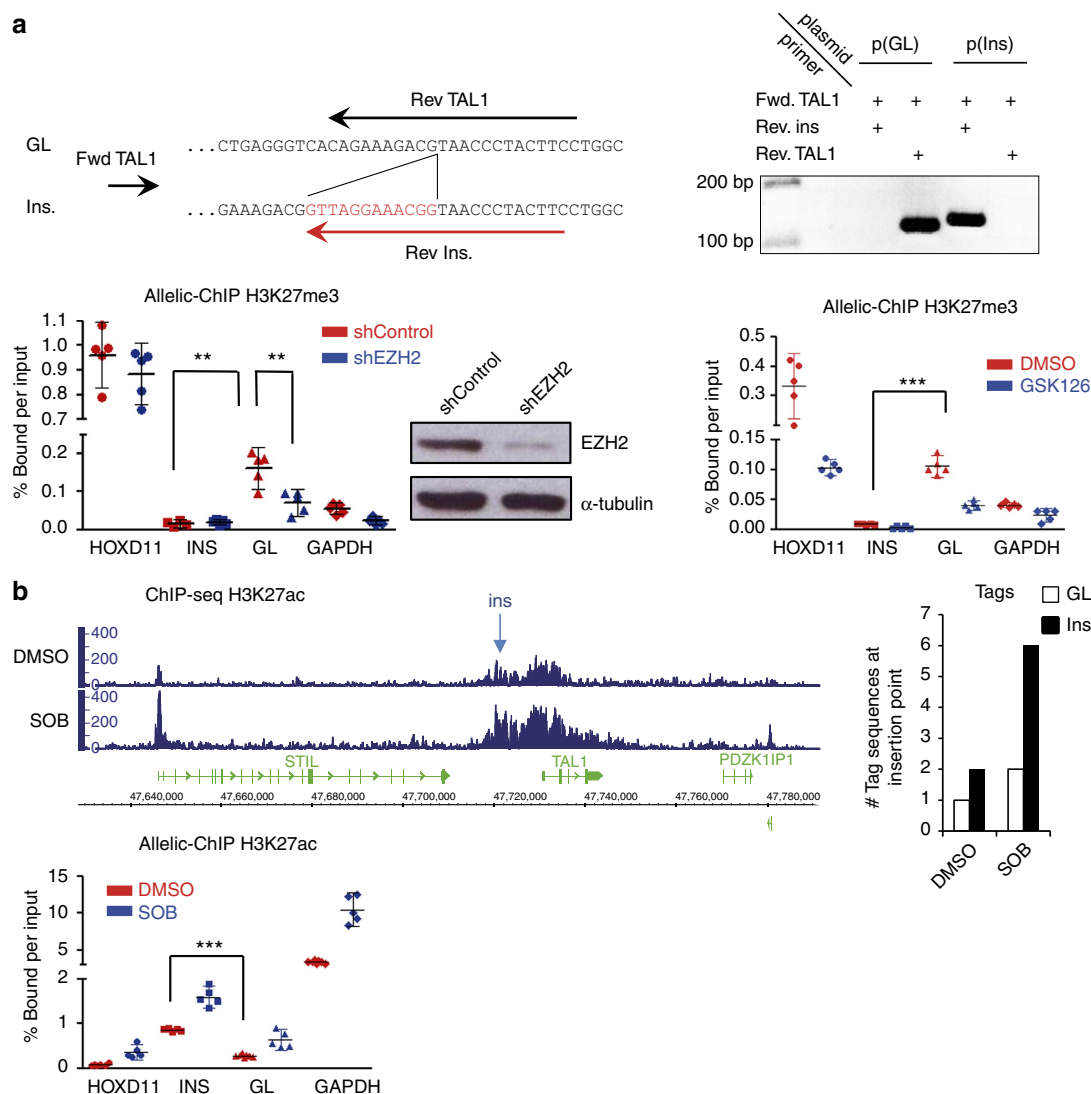 a
plasmid
primer
p(GL)
p(Ins)
Fwd. TAL1 + + + +
Rev. ins + +
Rev. TAL1 + +
200 bp
100 bp
Rev TAL1
GL
...CTGAGGGTCACAGAAAGACGTAACCCTACTTCCTGGC
Fwd TAL1
Ins.
...GAAAGACGGTTAGGAAACGGTAACCCTACTTCCTGGC
Rev Ins.
Allelic-ChIP H3K27me3
% Bound per input
1.1
1.0
0.9
0.8
0.7
0.2
0.1
0.0
** **
shControl
shEZH2
HOXD11 INS GL GAPDH
shControl
shEZH2
EZH2
α-tubulin
Allelic-ChIP H3K27me3
% Bound per input
0.5
0.4
0.3
0.2
0.15
0.10
0.05
0.00
***
DMSO
GSK126
HOXD11 INS GL GAPDH
b
ChIP-seq H3K27ac
ins
DMSO
400
200
0
SOB
400
200
0
STIL
TAL1
PDZK1IP1
47,640,000 47,660,000 47,680,000 47,700,000 47,720,000 47,740,000 47,760,000 47,780,000
Tags
GL
Ins
# Tag sequences at
insertion point
7
6
5
4
3
2
1
0
DMSO
SOB
Allelic-ChIP H3K27ac
% Bound per input
15
10
5
2
1
0
DMSO
SOB
***
HOXD11 INS GL GAPDH